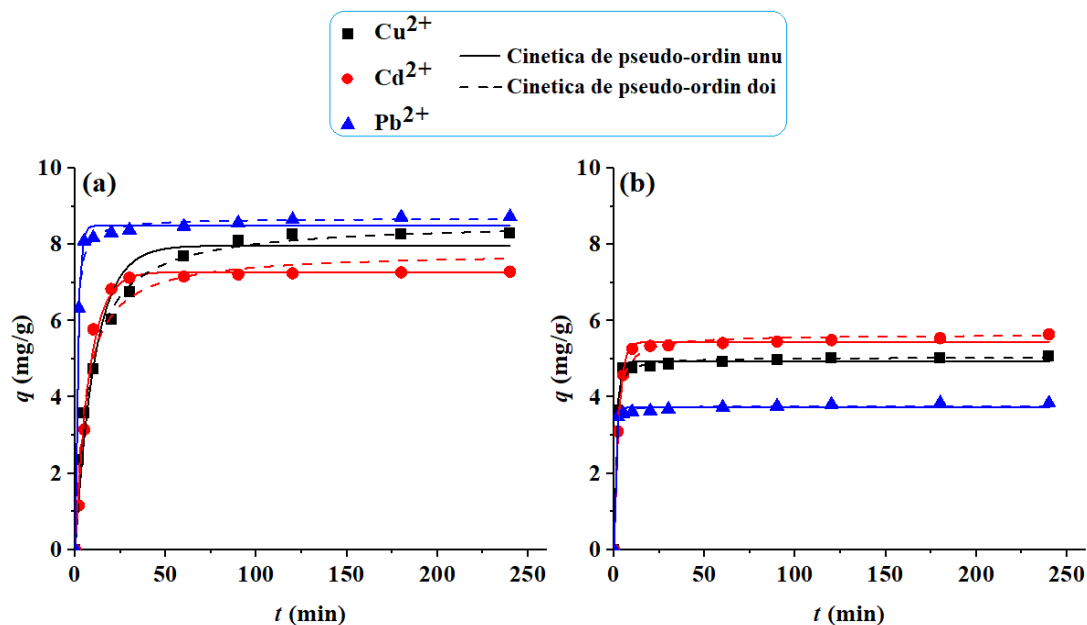 Cu2+
Cd2+
Pb2+
Cinetica de pseudo-ordin unu
Cinetica de pseudo-ordin doi
(a)
q (mg/g)
10
8
6
4
2
0
0 50 100 150 200 250
t (min)
(b)
q (mg/g)
10
8
6
4
2
0
0 50 100 150 200 250
t (min)